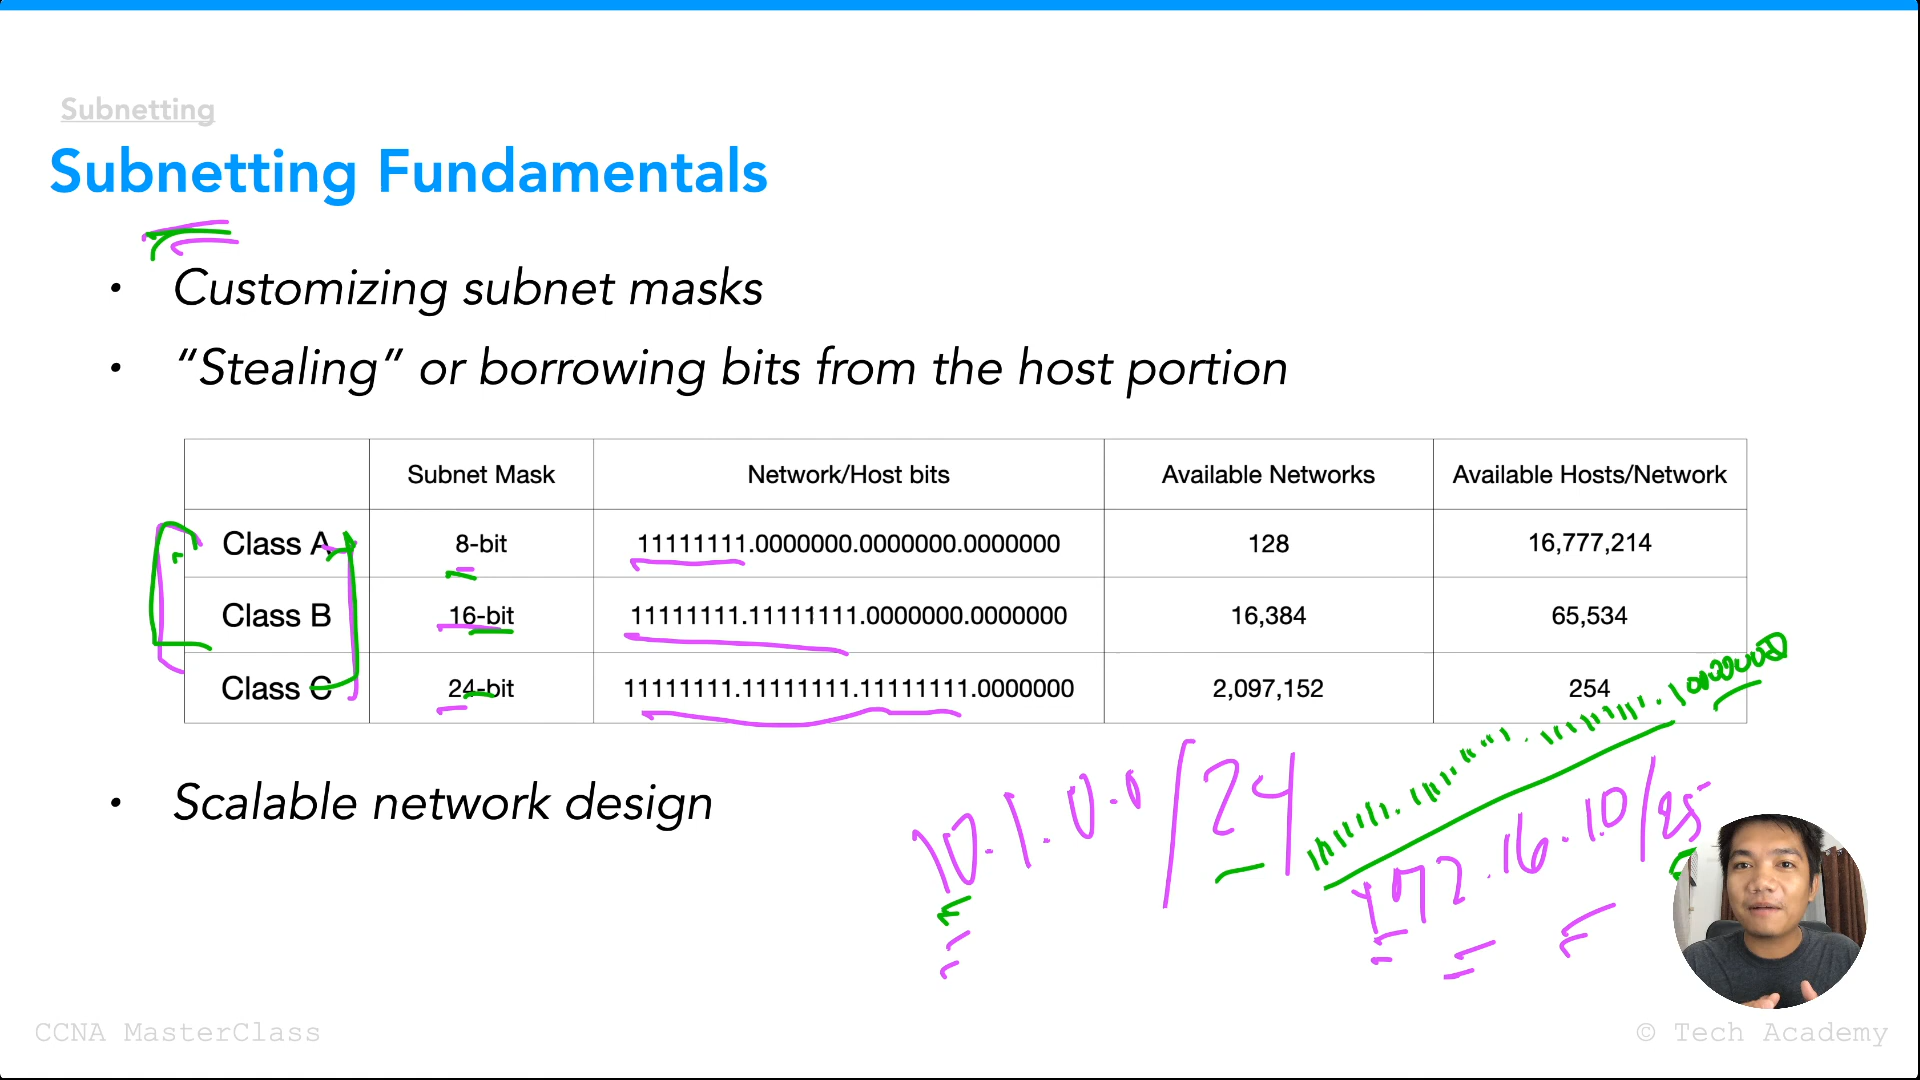 Subnetting
Subnetting Fundamentals
• Customizing subnet masks
• “Stealing” or borrowing bits from the host portion
Subnet Mask Network/Host bits Available Networks Available Hosts/Network
Class A 8-bit 11111111.0000000.0000000.0000000 128 16,777,214
Class B 16-bit 11111111.11111111.0000000.0000000 16,384 65,534
Class C 24-bit 11111111.11111111.11111111.0000000 2,097,152 254
• Scalable network design
10.1.0.0/24
172.16.1.0/25
CCNA MasterClass
© Tech Academy